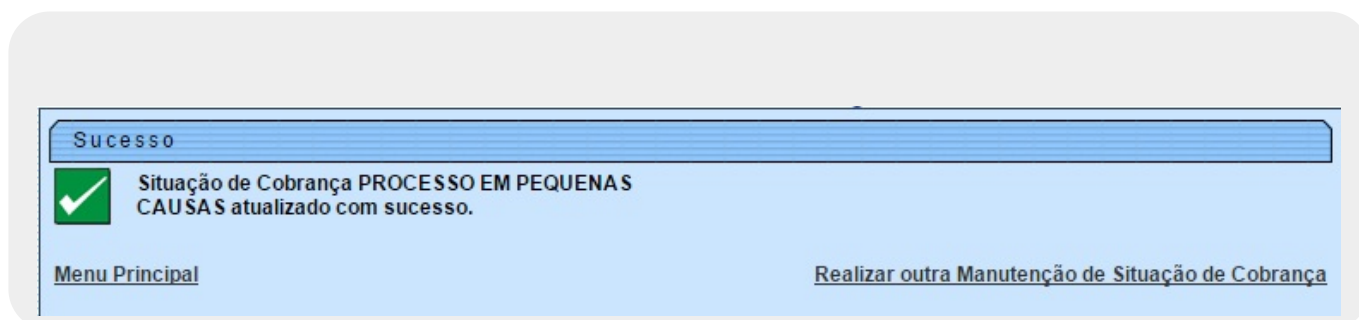 Sucesso
Situação de Cobrança PROCESSO EM PEQUENAS
CAUSAS atualizado com sucesso.
Menu Principal
Realizar outra Manutenção de Situação de Cobrança